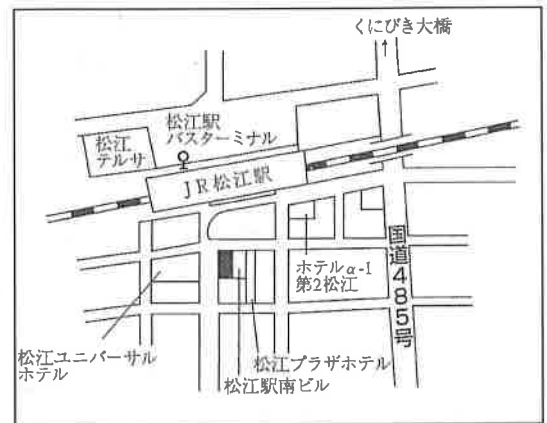 くにびき大橋
↑
松江駅
バスターミナル
松江
テルサ
JR松江駅
ホテルα-1
第2松江
国道485号
松江ユニバーサル
ホテル
松江プラザホテル
松江駅南ビル